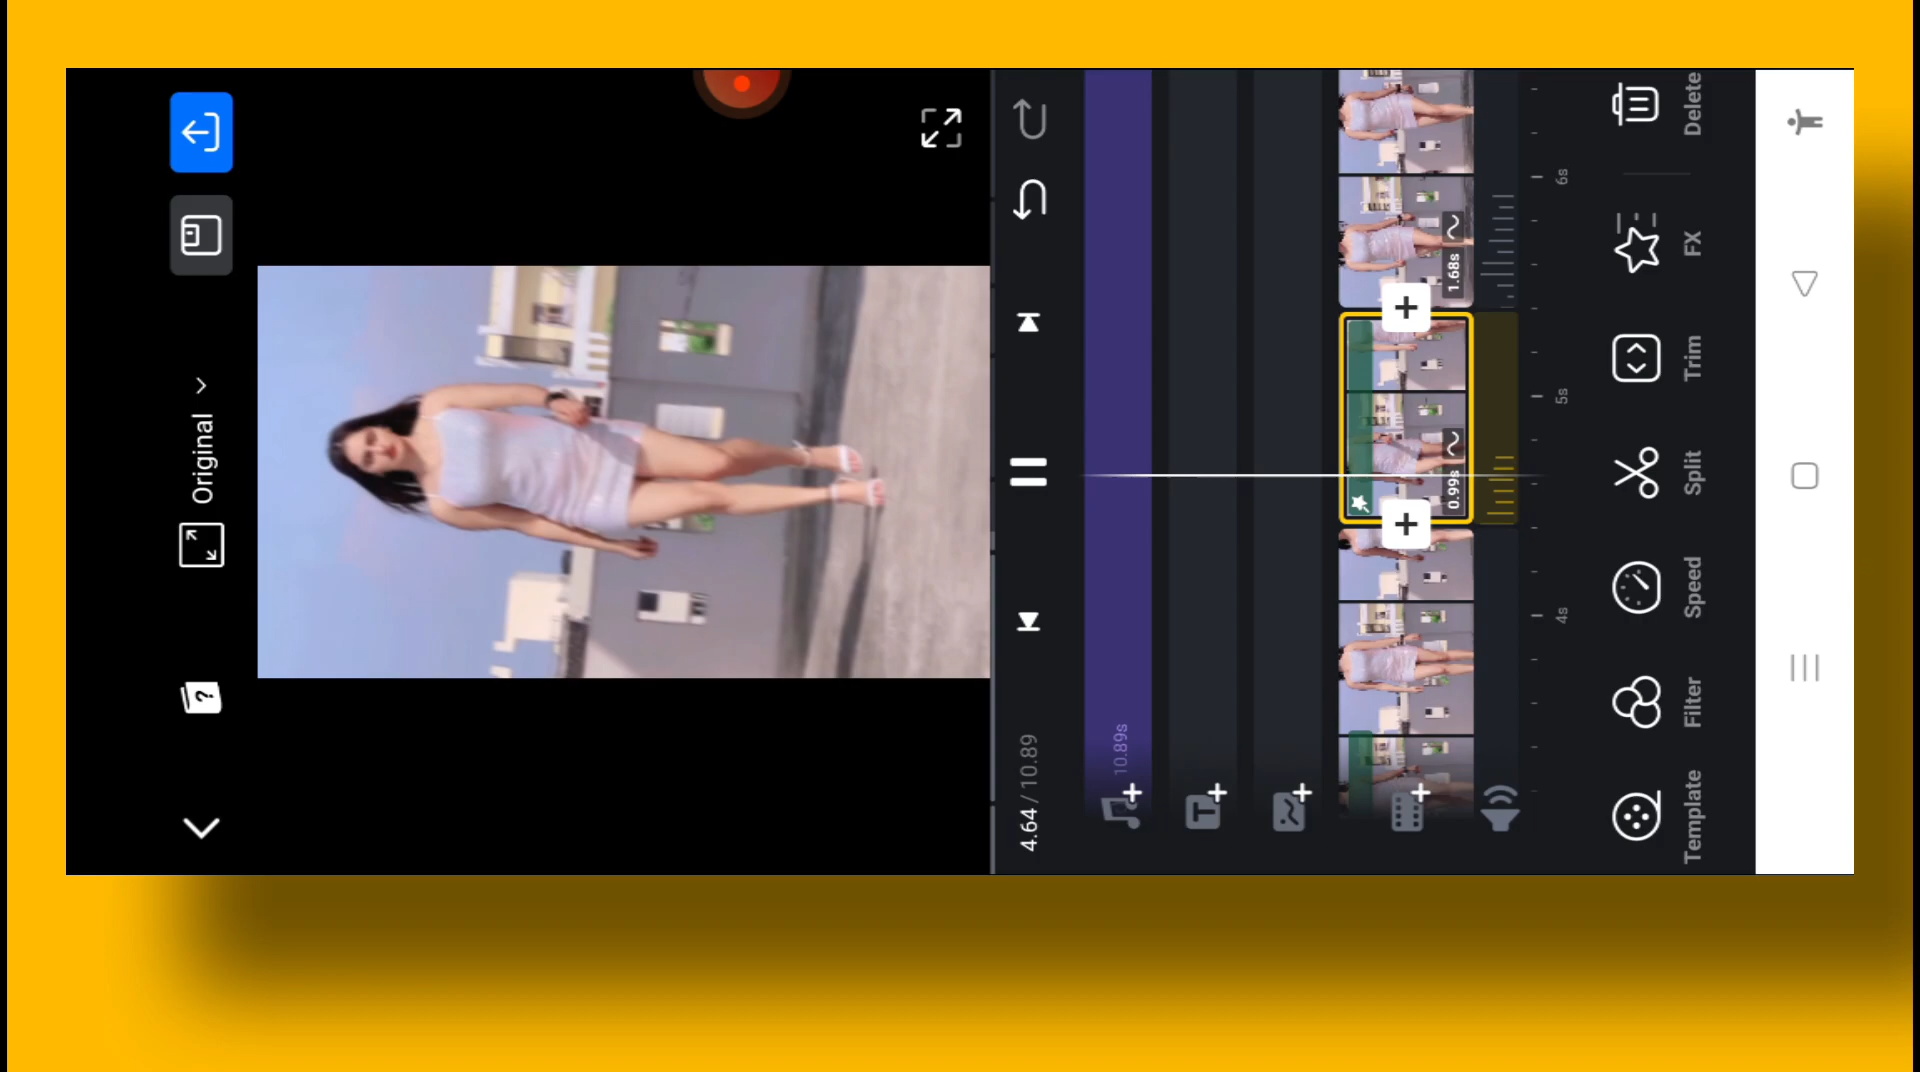 Original
?
4.64 / 10.89
10.89s
T
1.68s
0.99s
6s
5s
4s
Delete
FX
Trim
Split
Speed
Filter
Template